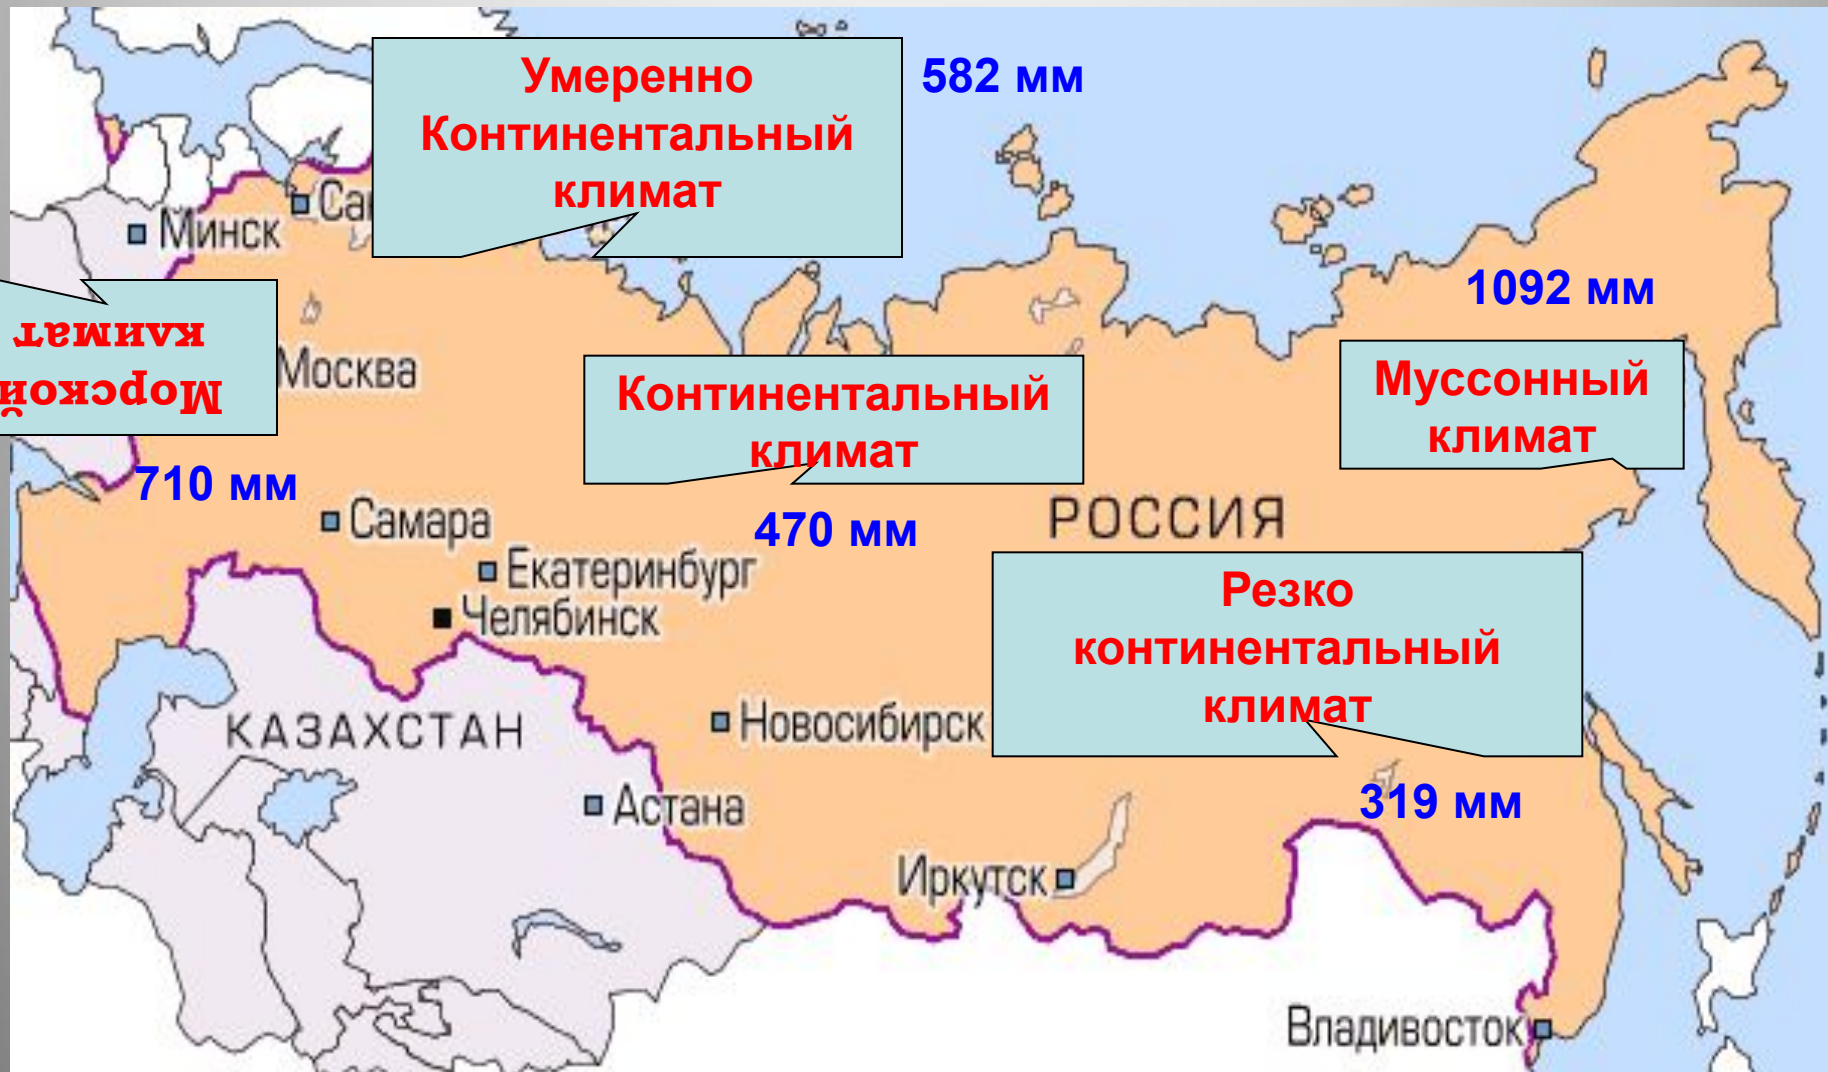 Умеренно
Континентальный
климат
582 мм
Минск
1092 мм
Морской
климат
Москва
Континентальный
климат
Муссонный
климат
710 мм
470 мм
РОССИЯ
Самара
Екатеринбург
Челябинск
Резко
континентальный
климат
КАЗАХСТАН
Новосибирск
Астана
319 мм
Иркутск
Владивосток